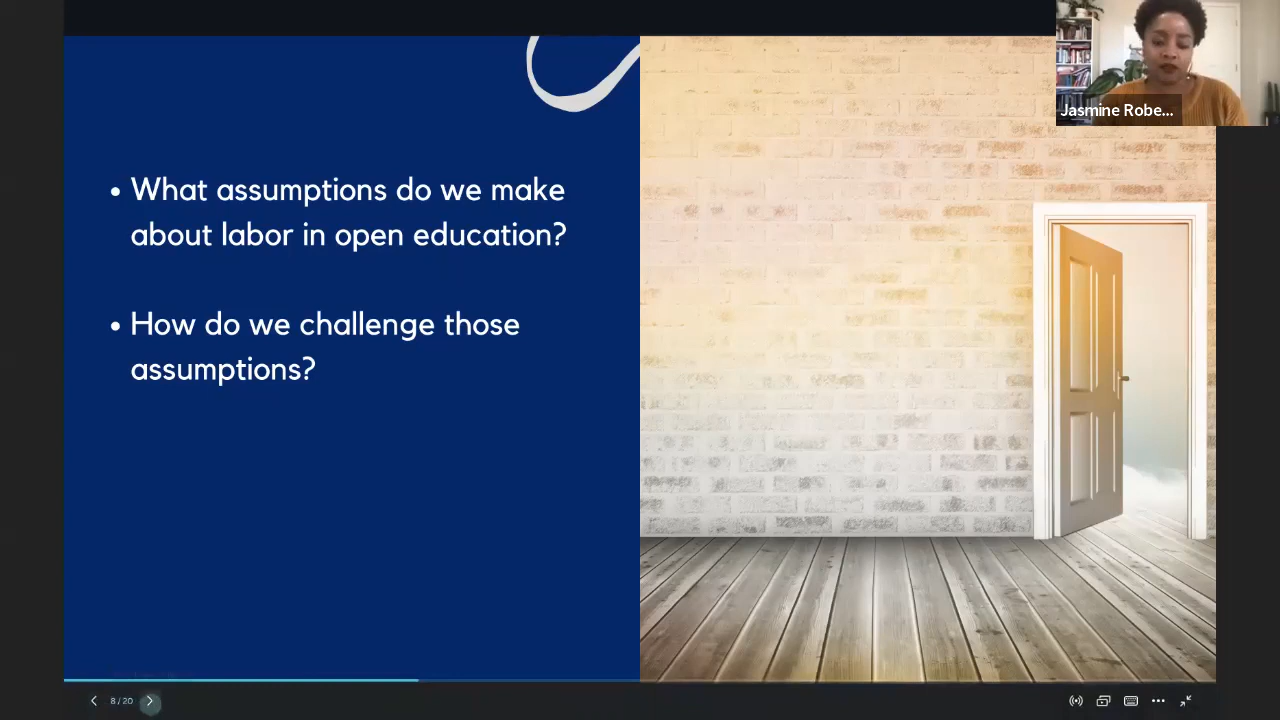 Jasmine Robe...
• What assumptions do we make
about labor in open education?
• How do we challenge those
assumptions?
8 / 20